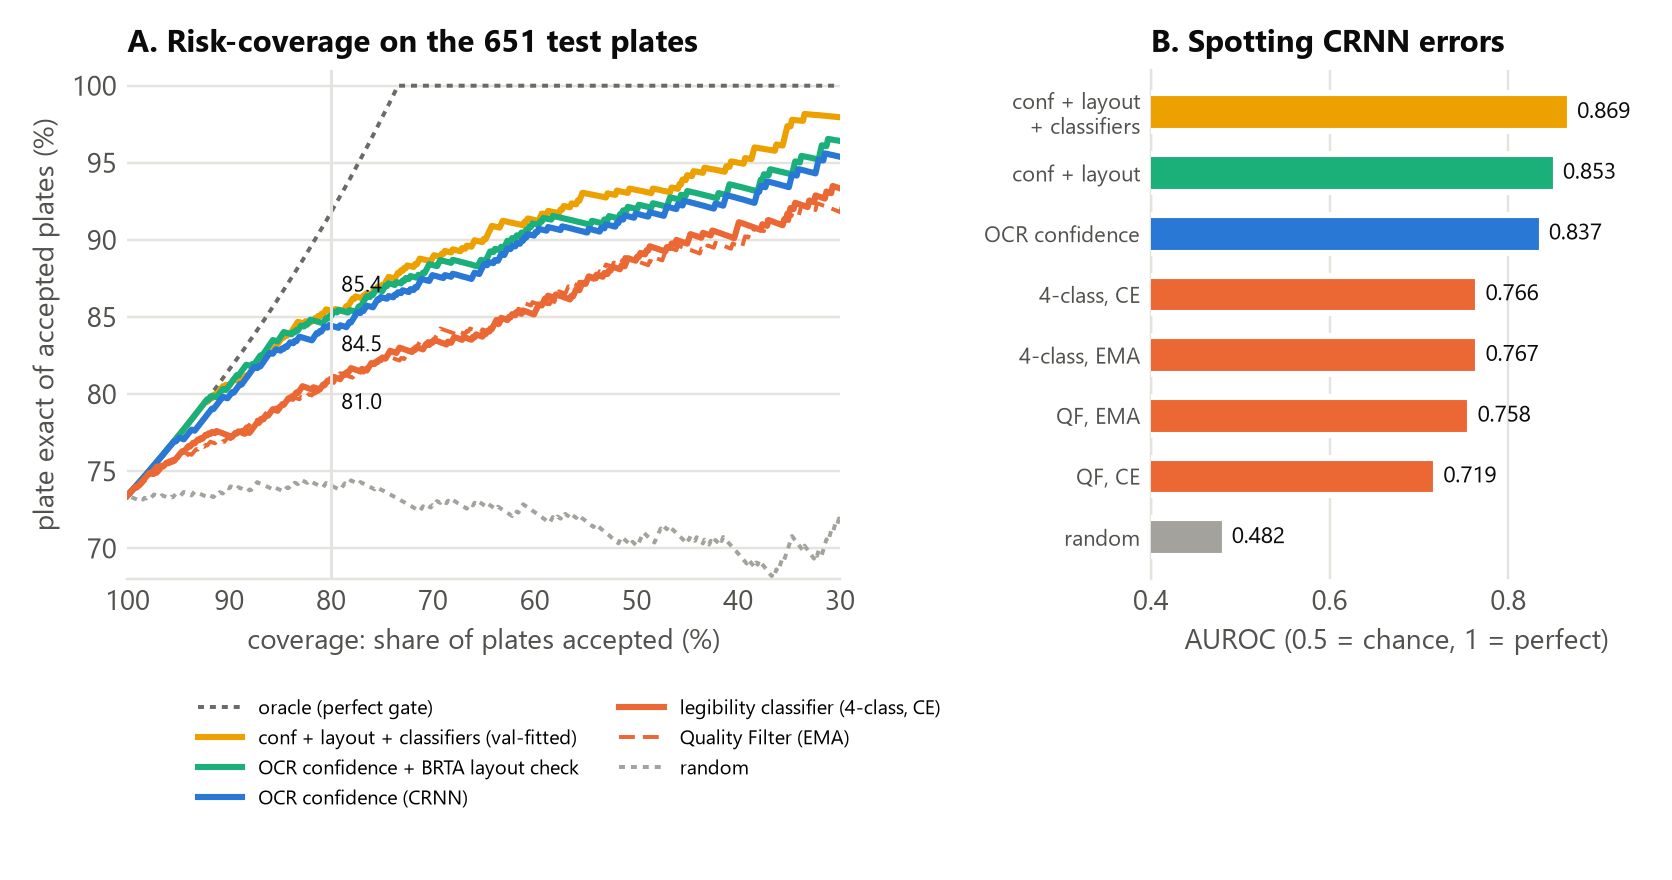 A. Risk-coverage on the 651 test plates
plate exact of accepted plates (%)
100
95
90
85
80
75
70
85.4
84.5
81.0
100 90 80 70 60 50 40 30
coverage: share of plates accepted (%)
oracle (perfect gate)
conf + layout + classifiers (val-fitted)
OCR confidence + BRTA layout check
OCR confidence (CRNN)
legibility classifier (4-class, CE)
Quality Filter (EMA)
random
B. Spotting CRNN errors
conf + layout
+ classifiers
0.869
conf + layout 0.853
OCR confidence 0.837
4-class, CE 0.766
4-class, EMA 0.767
QF, EMA 0.758
QF, CE 0.719
random 0.482
0.4 0.6 0.8
AUROC (0.5 = chance, 1 = perfect)